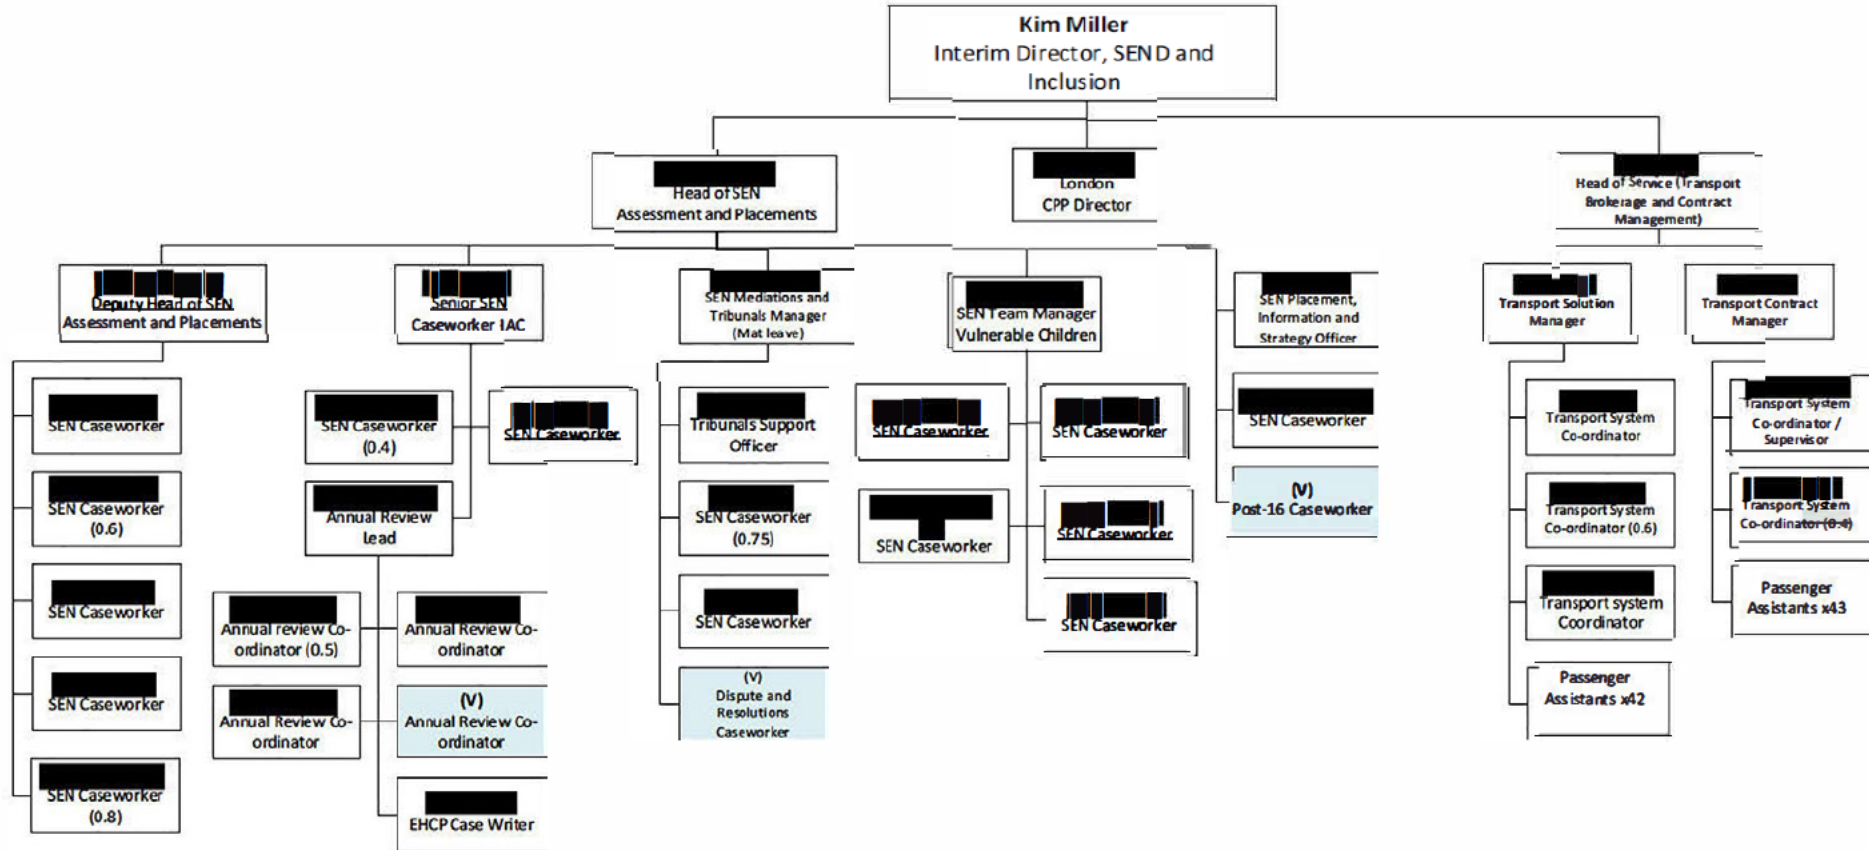 Kim Miller
Interim Director, SEND and
Inclusion
Head of SEN
Assessment and Placements
London
CPP Director
Head of Service (Transport
Brokerage and Contract
Management)
Deputy Head of SEN
Assessment and Placements
Senior SEN
Caseworker IAC
SEN Mediations and
Tribunals Manager
(Mat leave)
SEN Team Manager
Vulnerable Children
SEN Placement,
Information and
Strategy Officer
Transport Solution
Manager
Transport Contract
Manager
SEN Caseworker
SEN Caseworker
(0.6)
SEN Caseworker
SEN Caseworker
SEN Caseworker
(0.8)
SEN Caseworker
(0.4)
SEN Caseworker
Annual Review
Lead
Annual review Co-
ordinator (0.5)
Annual Review Co-
ordinator
Annual Review Co-
ordinator
(V)
Annual Review Co-
ordinator
EHCP Case Writer
Tribunals Support
Officer
SEN Caseworker
(0.75)
SEN Caseworker
(V)
Dispute and
Resolutions
Caseworker
SEN Caseworker
SEN Caseworker
SEN Caseworker
SEN Caseworker
SEN Caseworker
SEN Caseworker
(V)
Post-16 Caseworker
Transport System
Co-ordinator
Transport System
Co-ordinator (0.6)
Transport system
Coordinator
Passenger
Assistants x42
Transport System
Co-ordinator /
Supervisor
Transport System
Co-ordinator (0.4)
Passenger
Assistants x43